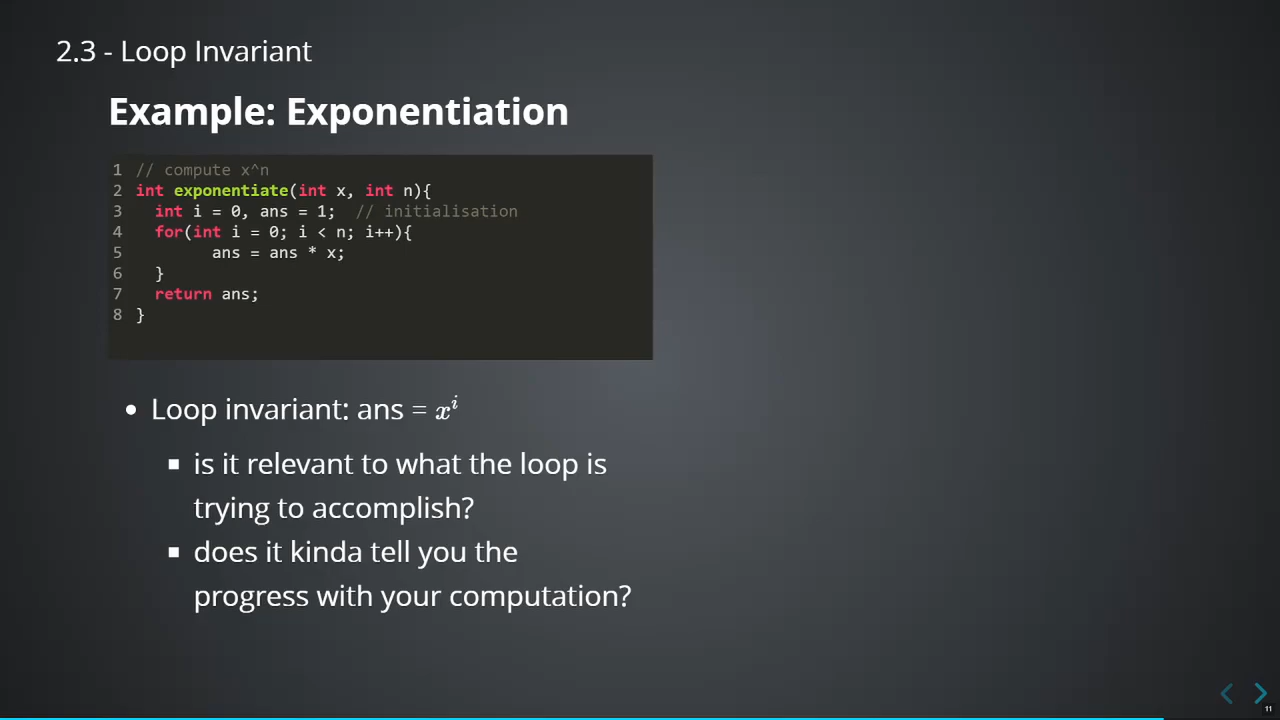 2.3 - Loop Invariant
Example: Exponentiation
1 // compute x^n
2 int exponentiate(int x, int n){
3   int i = 0, ans = 1;  // initialisation
4   for(int i = 0; i < n; i++){
5         ans = ans * x;
6   }
7   return ans;
8 }
• Loop invariant: ans = xⁱ
▪ is it relevant to what the loop is
trying to accomplish?
▪ does it kinda tell you the
progress with your computation?
11